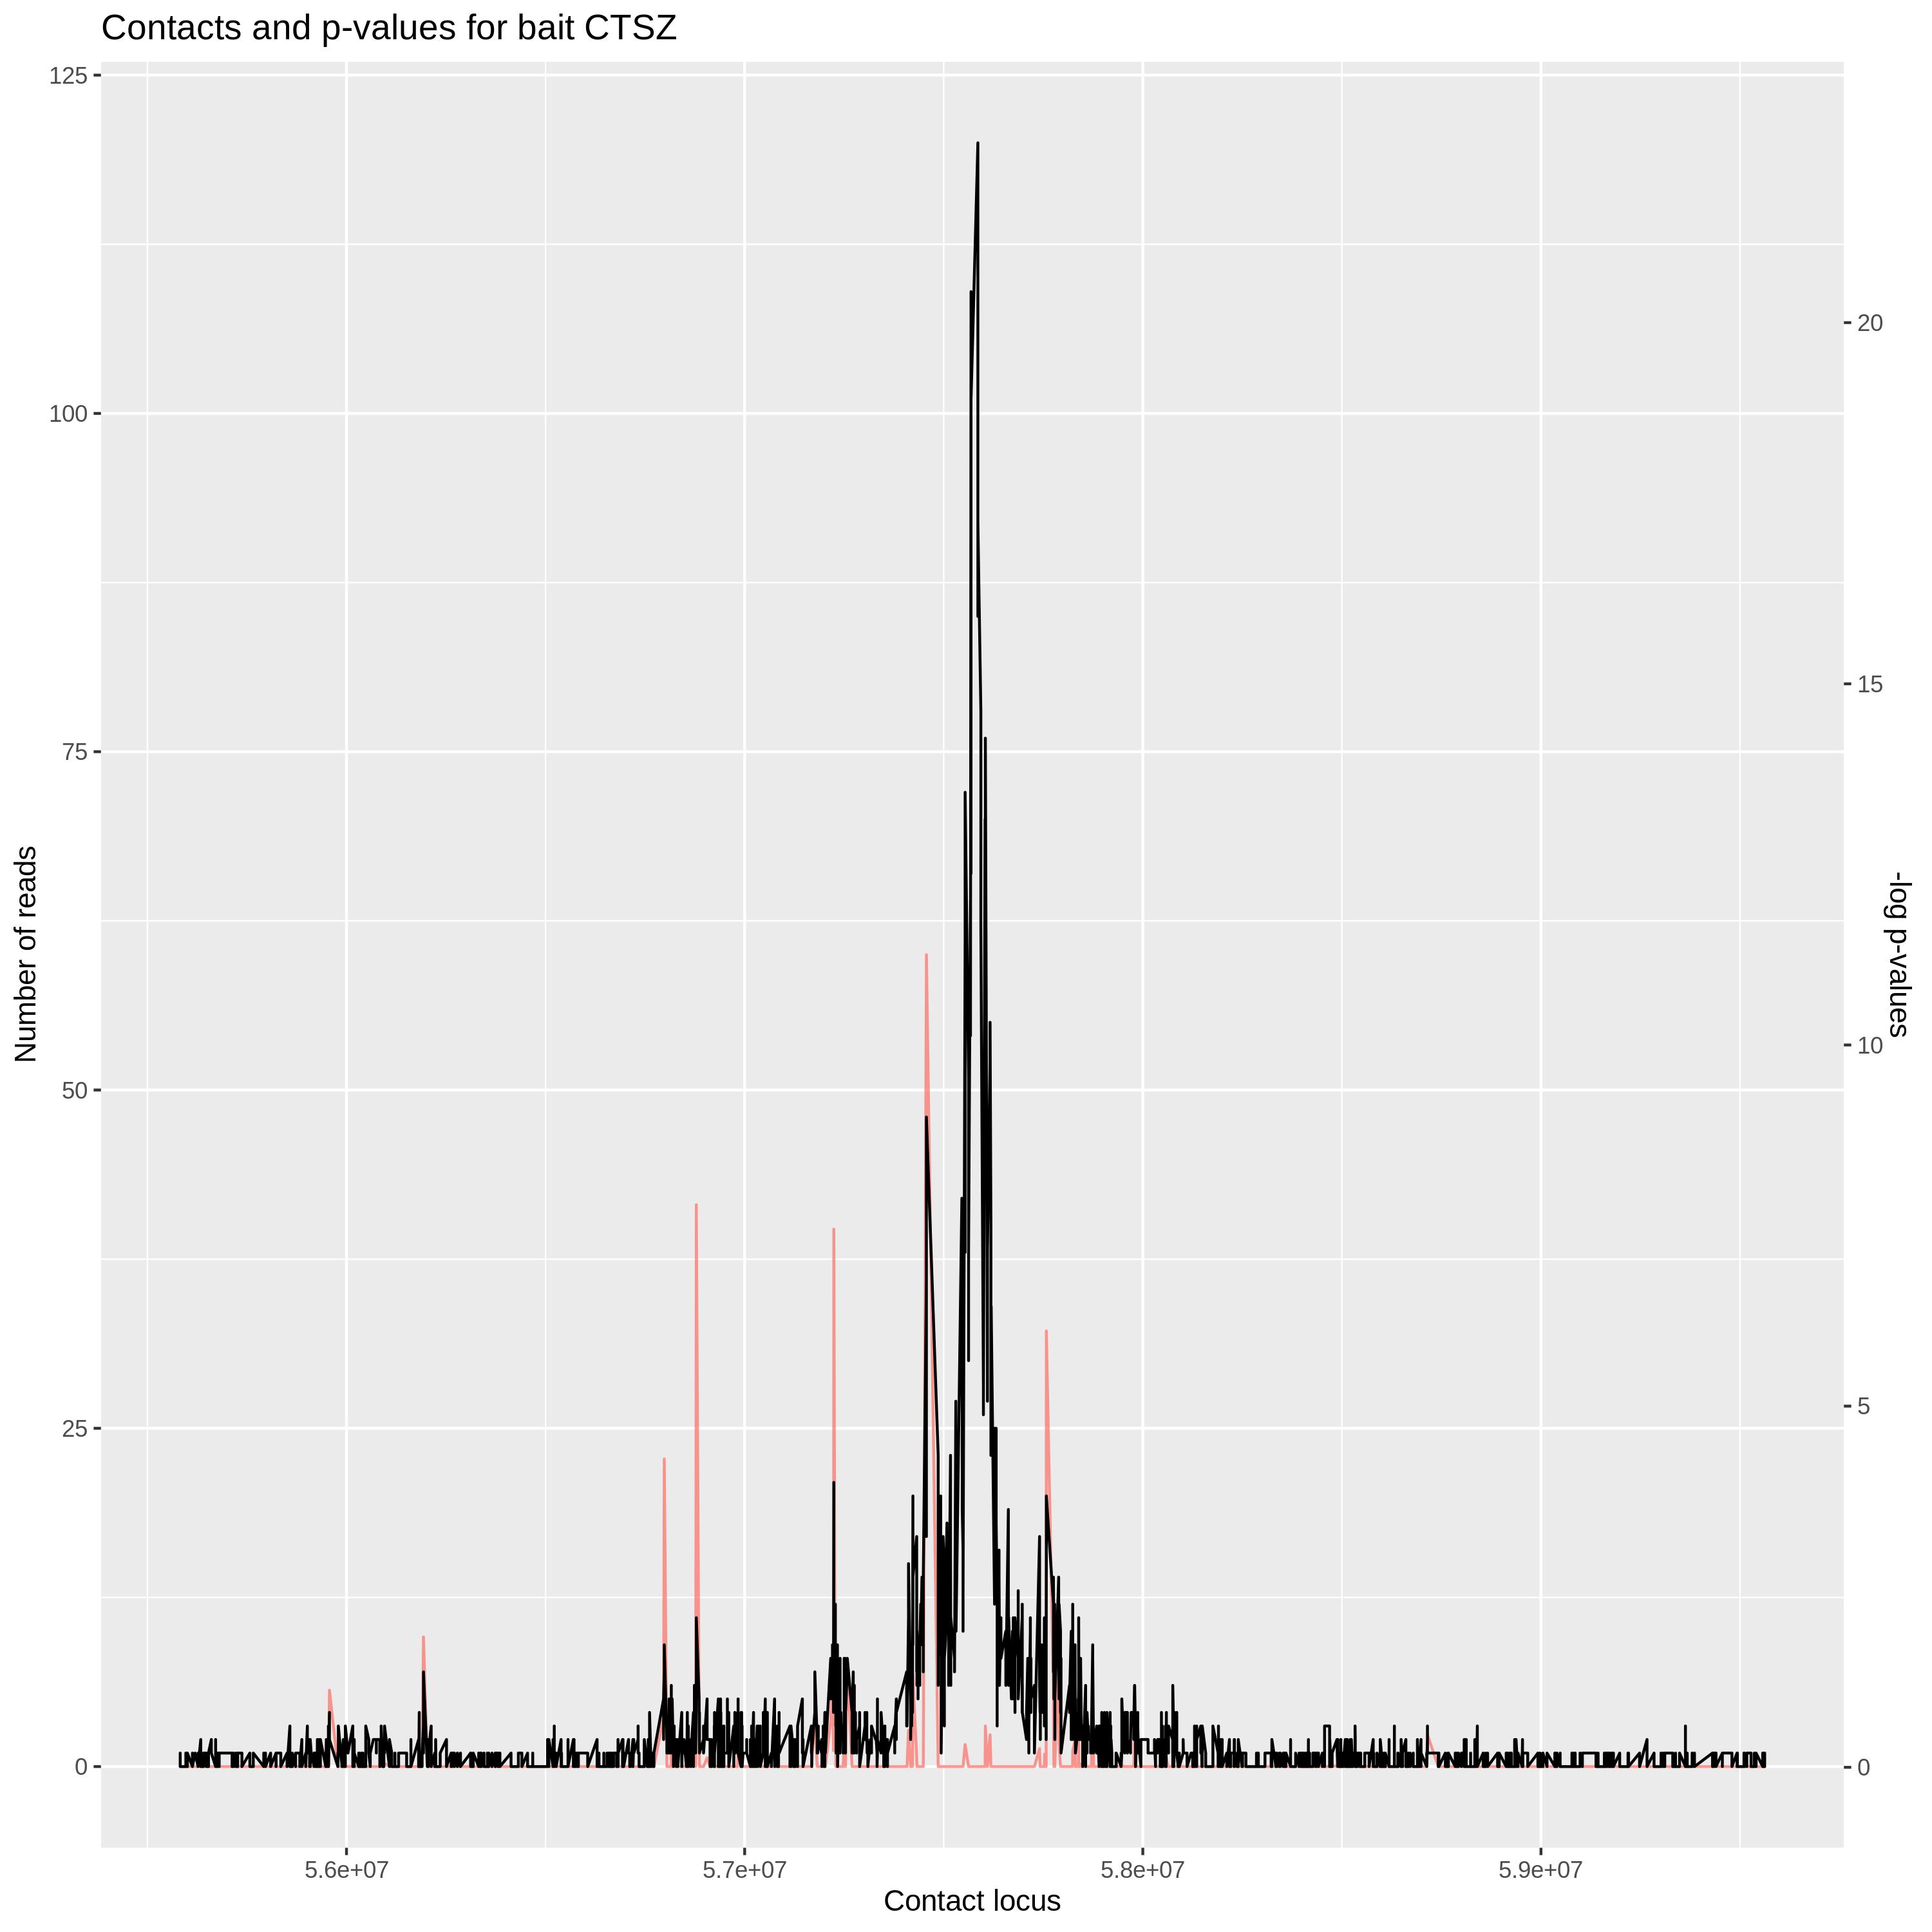 Contacts and p-values for bait CTSZ
125
100
75
50
25
0
Number of reads
20
15
10
5
0
-log p-values
5.6e+07 5.7e+07 5.8e+07 5.9e+07
Contact locus